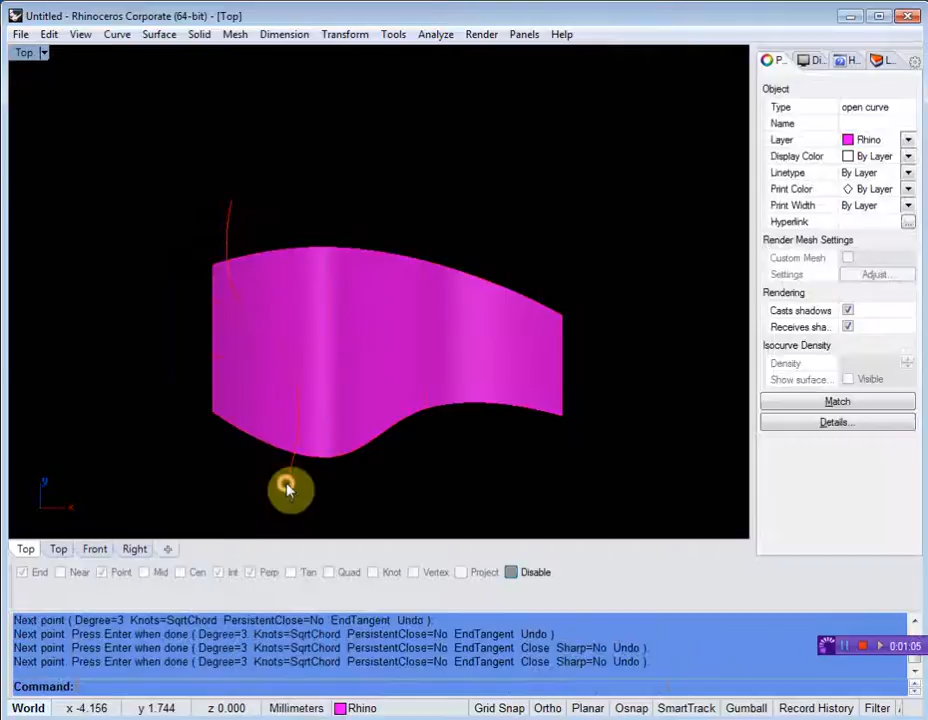 Untitled - Rhinoceros Corporate (64-bit) - [Top]
File Edit View Curve Surface Solid Mesh Dimension Transform Tools Analyze Render Panels Help
Top
P... Di... H... L...
Object
Type open curve
Name
Layer Rhino
Display Color By Layer
Linetype By Layer
Print Color By Layer
Print Width By Layer
Hyperlink ...
Render Mesh Settings
Custom Mesh
Settings Adjust...
Rendering
Casts shadows
Receives sha...
Isocurve Density
Density
Show surface... Visible
Match
Details...
y
x
Top Top Front Right
End Near Point Mid Cen Int Perp Tan Quad Knot Vertex Project Disable
Next point ( Degree=3 Knots=SqrtChord PersistentClose=No EndTangent Undo ):
Next point. Press Enter when done ( Degree=3 Knots=SqrtChord PersistentClose=No EndTangent Undo ):
Next point. Press Enter when done ( Degree=3 Knots=SqrtChord PersistentClose=No EndTangent Close Sharp=No Undo ):
Next point. Press Enter when done ( Degree=3 Knots=SqrtChord PersistentClose=No EndTangent Close Sharp=No Undo ):
0:01:05
Command:
World x -4.156 y 1.744 z 0.000 Millimeters Rhino Grid Snap Ortho Planar Osnap SmartTrack Gumball Record History Filter